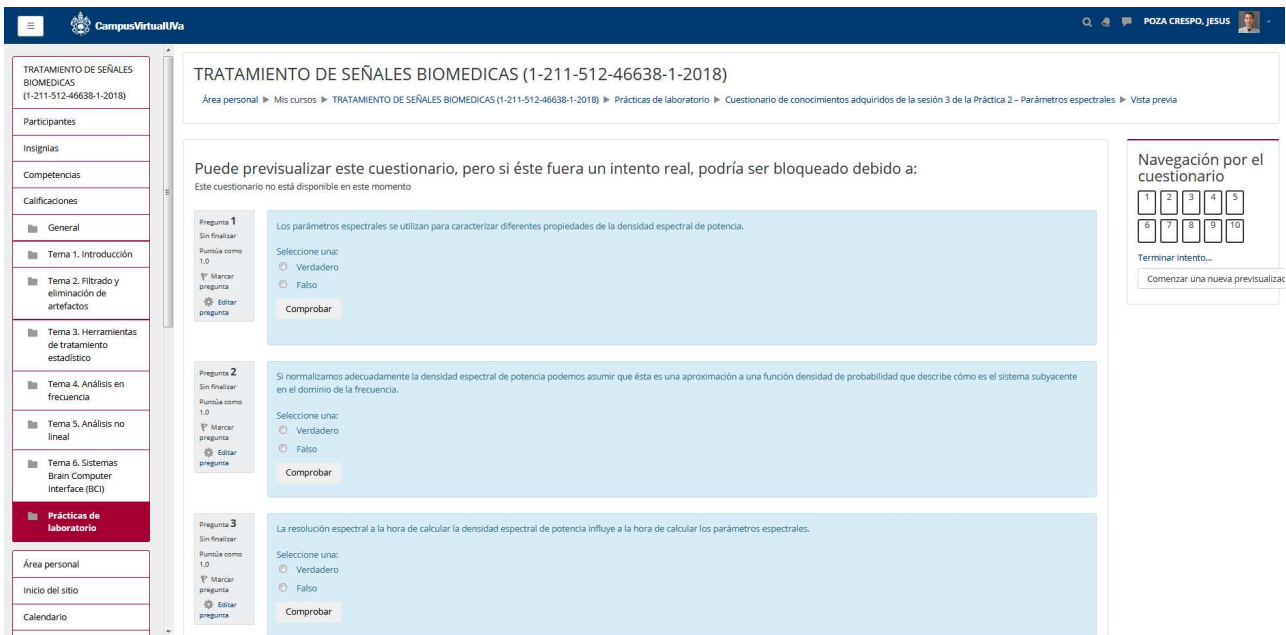 CampusVirtualUVa
POZA CRESPO, JESUS
TRATAMIENTO DE SEÑALES
BIOMEDICAS
(1-211-512-46638-1-2018)
Participantes
Insignias
Competencias
Calificaciones
General
Tema 1. Introducción
Tema 2. Filtrado y
eliminación de
artefactos
Tema 3. Herramientas
de tratamiento
estadístico
Tema 4. Análisis en
frecuencia
Tema 5. Análisis no
lineal
Tema 6. Sistemas
Brain Computer
Interface (BCI)
Prácticas de
laboratorio
Área personal
Inicio del sitio
Calendario
TRATAMIENTO DE SEÑALES BIOMEDICAS (1-211-512-46638-1-2018)
Área personal ▶ Mis cursos ▶ TRATAMIENTO DE SEÑALES BIOMEDICAS (1-211-512-46638-1-2018) ▶ Prácticas de laboratorio ▶ Cuestionario de conocimientos adquiridos de la sesión 3 de la Práctica 2 – Parámetros espectrales ▶ Vista previa
Puede previsualizar este cuestionario, pero si éste fuera un intento real, podría ser bloqueado debido a:
Este cuestionario no está disponible en este momento
Pregunta 1
Sin finalizar
Puntúa como
1,0
Marcar
pregunta
Editar
pregunta
Los parámetros espectrales se utilizan para caracterizar diferentes propiedades de la densidad espectral de potencia.
Seleccione una:
Verdadero
Falso
Comprobar
Pregunta 2
Sin finalizar
Puntúa como
1,0
Marcar
pregunta
Editar
pregunta
Si normalizamos adecuadamente la densidad espectral de potencia podemos asumir que ésta es una aproximación a una función densidad de probabilidad que describe cómo es el sistema subyacente
en el dominio de la frecuencia.
Seleccione una:
Verdadero
Falso
Comprobar
Pregunta 3
Sin finalizar
Puntúa como
1,0
Marcar
pregunta
Editar
pregunta
La resolución espectral a la hora de calcular la densidad espectral de potencia influye a la hora de calcular los parámetros espectrales.
Seleccione una:
Verdadero
Falso
Comprobar
Navegación por el
cuestionario
1 2 3 4 5
6 7 8 9 10
Terminar intento...
Comenzar una nueva previsualizac